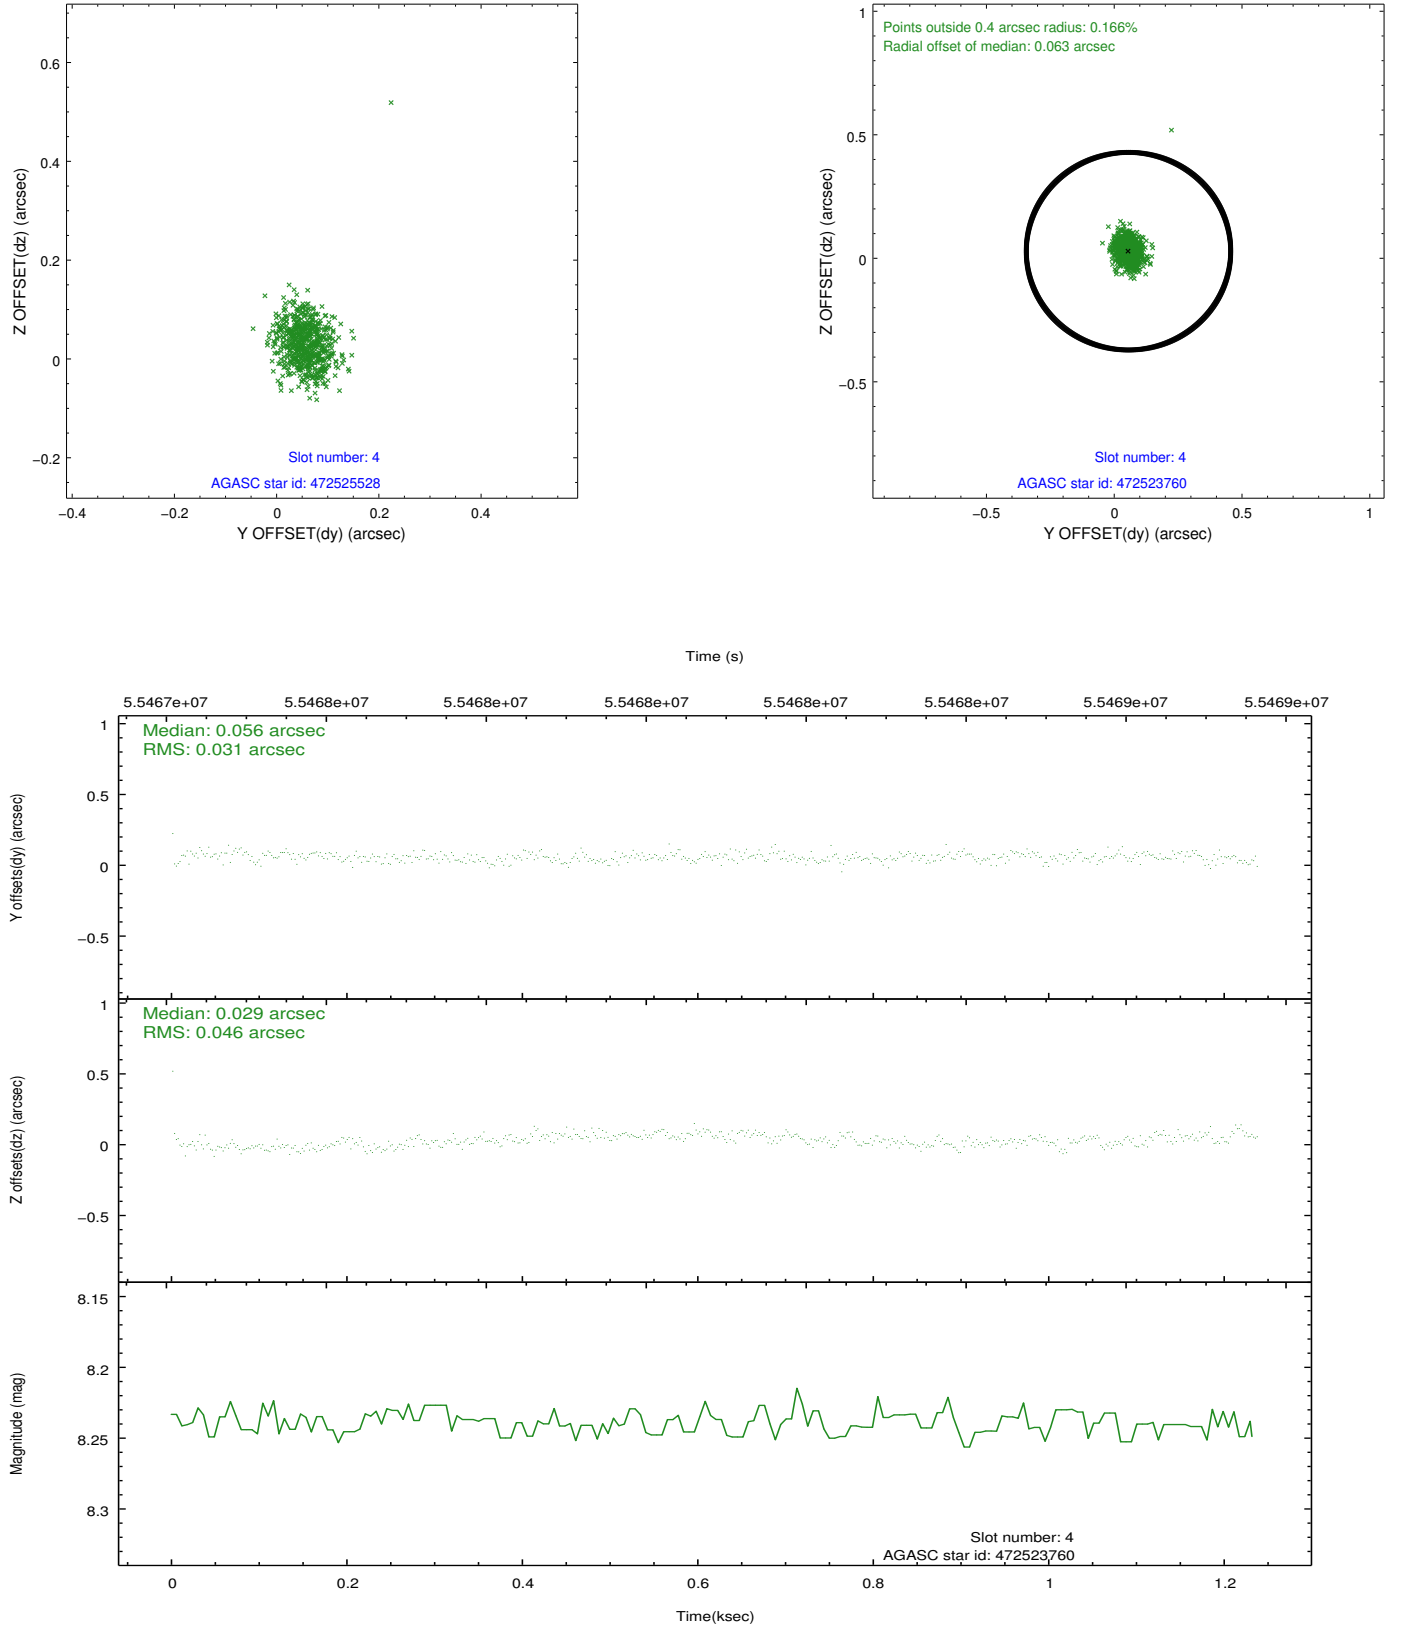 0.6
0.4
0.2
0
−0.2
−0.4
−0.2
0
0.2
0.4
Z OFFSET(dz) (arcsec)
Y OFFSET(dy) (arcsec)
Slot number: 4
AGASC star id: 472525528
Points outside 0.4 arcsec radius: 0.166%
Radial offset of median: 0.063 arcsec
1
0.5
0
−0.5
−0.5
0
0.5
1
Z OFFSET(dz) (arcsec)
Y OFFSET(dy) (arcsec)
Slot number: 4
AGASC star id: 472523760
Time (s)
5.5467e+07 5.5468e+07 5.5468e+07 5.5468e+07 5.5468e+07 5.5468e+07 5.5469e+07 5.5469e+07
Median: 0.056 arcsec
RMS: 0.031 arcsec
1
0.5
0
−0.5
Y offsets(dy) (arcsec)
Median: 0.029 arcsec
RMS: 0.046 arcsec
1
0.5
0
−0.5
Z offsets(dz) (arcsec)
8.15
8.2
8.25
8.3
Magnitude (mag)
Slot number: 4
AGASC star id: 472523760
0 0.2 0.4 0.6 0.8 1 1.2
Time(ksec)